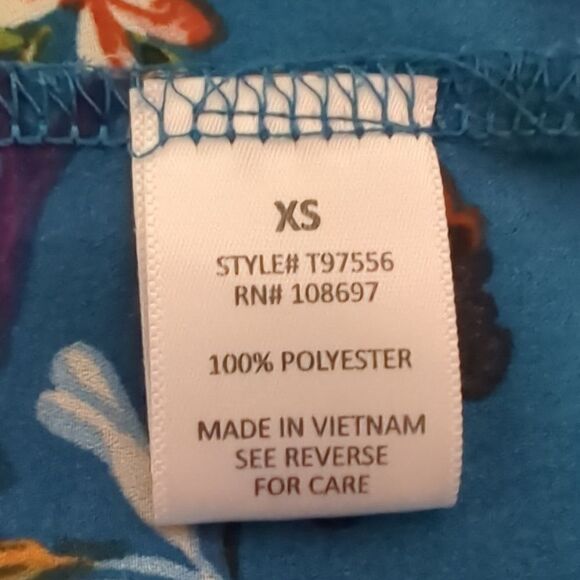 XS
STYLE# T97556
RN# 108697
100% POLYESTER
MADE IN VIETNAM
SEE REVERSE
FOR CARE